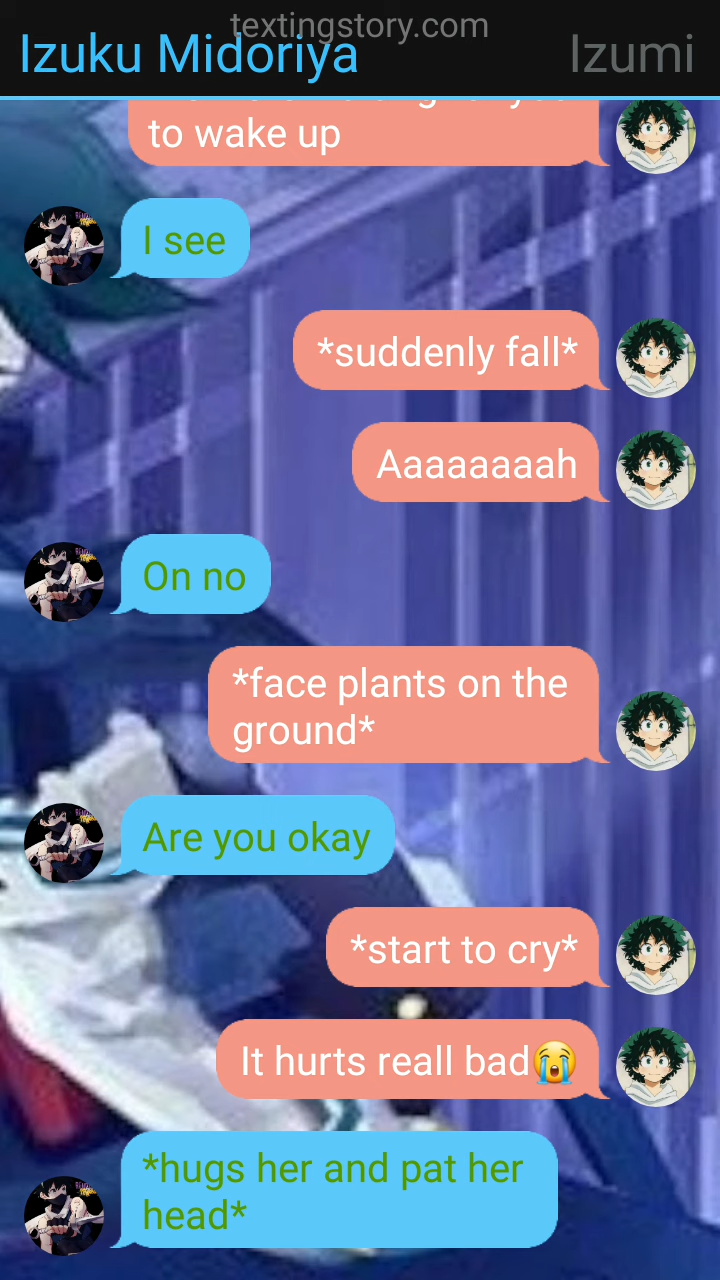 textingstory.com
Izuku Midoriya
Izumi
to wake up
I see
*suddenly fall*
Aaaaaaaah
On no
*face plants on the
ground*
Are you okay
*start to cry*
It hurts reall bad😭
*hugs her and pat her
head*